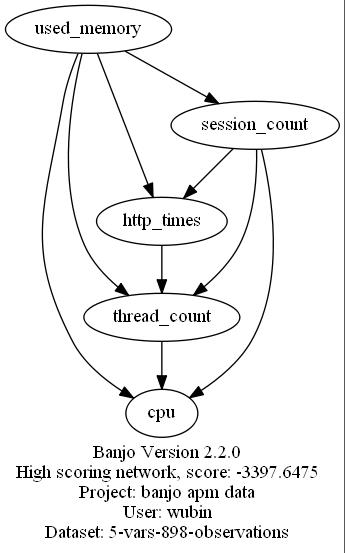 used_memory
session_count
http_times
thread_count
cpu
Banjo Version 2.2.0
High scoring network, score: -3397.6475
Project: banjo apm data
User: wubin
Dataset: 5-vars-898-observations